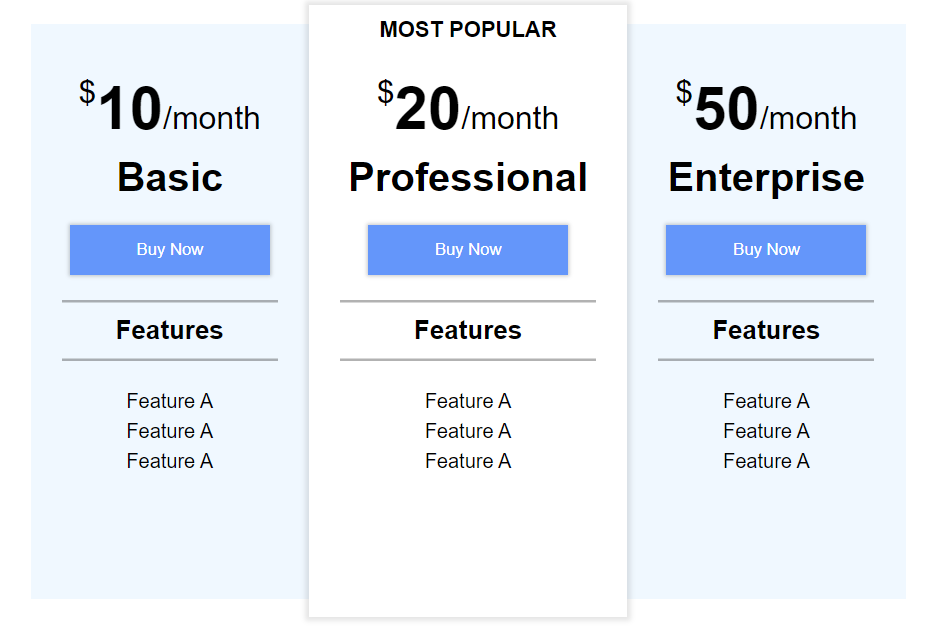 MOST POPULAR
$10/month
Basic
Buy Now
Features
Feature A
Feature A
Feature A
$20/month
Professional
Buy Now
Features
Feature A
Feature A
Feature A
$50/month
Enterprise
Buy Now
Features
Feature A
Feature A
Feature A